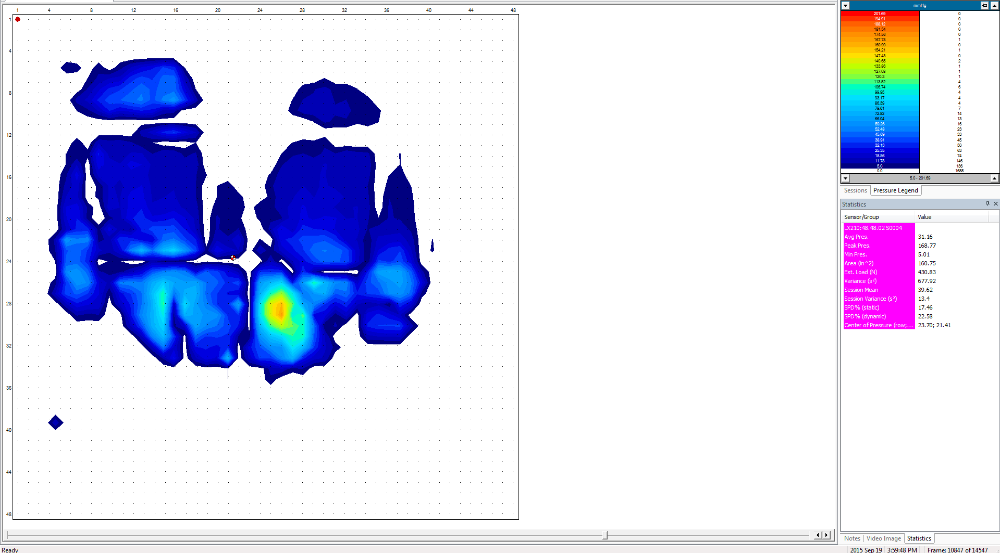 1 4 8 12 16 20 24 28 32 36 40 44 48
1
4
8
12
16
20
24
28
32
36
40
44
48
mmHg
201.69 0
194.91 0
188.12 0
181.34 0
174.56 0
167.78 1
160.99 0
154.21 1
147.43 0
140.65 2
133.86 1
127.08 1
120.3 1
113.52 4
106.74 6
99.95 4
93.17 4
86.39 4
79.61 7
72.82 14
66.04 13
59.26 16
52.48 23
45.69 33
38.91 45
32.13 50
25.35 63
18.56 74
11.78 146
5.0 136
0.0 1655
5.0 - 201.69
Sessions Pressure Legend
Statistics
Sensor/Group Value
LX210:48.48.02 S0004
Avg Pres. 31.16
Peak Pres. 168.77
Min Pres. 5.01
Area (in^2) 160.75
Est. Load (N) 430.83
Variance (s²) 677.92
Session Mean 39.62
Session Variance (s²) 13.4
SPD% (static) 17.46
SPD% (dynamic) 22.58
Center of Pressure (row;... 23.70; 21.41
Notes Video Image Statistics
Ready 2015 Sep 19 3:59:48 PM Frame: 10847 of 14547